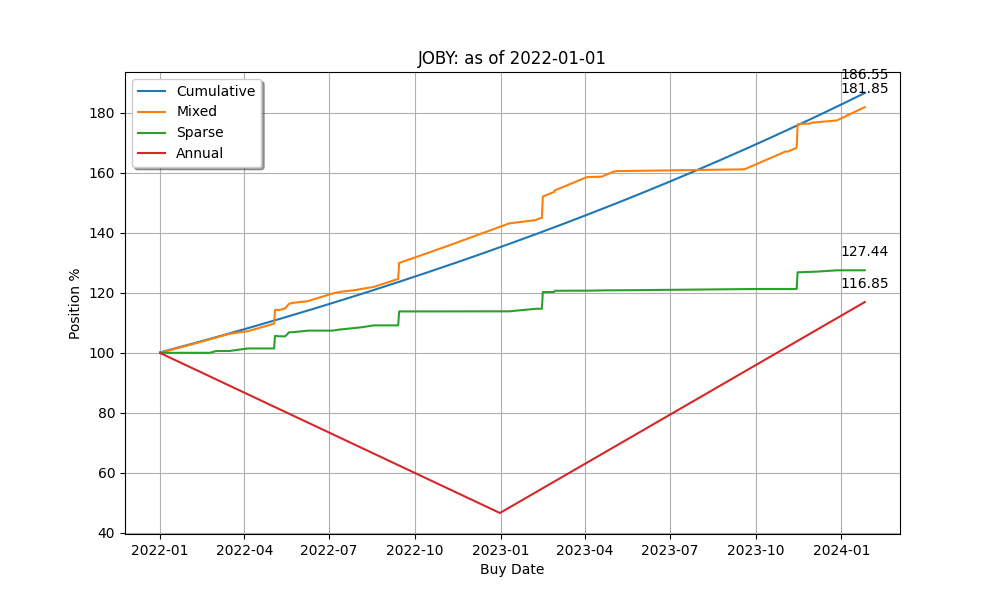 JOBY: as of 2022-01-01
186.55
181.85
Cumulative
Mixed
Sparse
Annual
127.44
116.85
180
160
140
120
100
80
60
40
Position %
2022-01 2022-04 2022-07 2022-10 2023-01 2023-04 2023-07 2023-10 2024-01
Buy Date